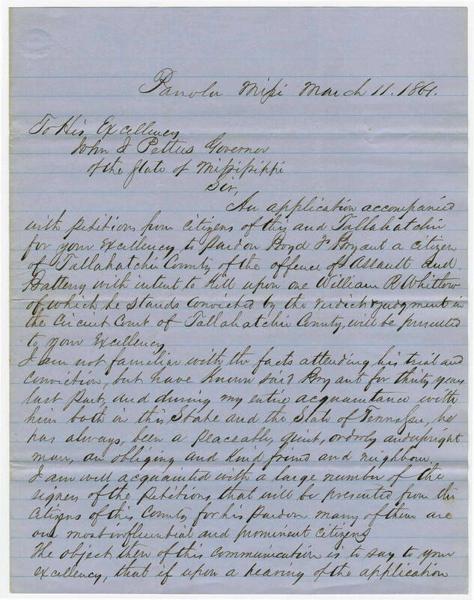 Panola Missi March 11. 1861.
To His Excellency
John J Pettus Governor
of the State of Mississippi
Sir,
An application accompanied
with petitions from Citizens of this and Tallahatchie
for your Excellency to pardon Boyd F Bryant a citizen
of Tallahatchie County of the offence of Assault and
Battery with intent to Kill upon one William R Whitlow
of which he stands Convicted by the verdict & judgment in
the Circuit Court of Tallahatchie County, will be presented
to your Excellency
I am not familiar with the facts attending his trial and
Conviction, but have known said Bryant for thirty years
last past, and during my entire acquaintance with
him both in this State and the State of Tennessee, he
has always, been a peaceably, quiet, orderly and upright
man, an obliging and kind friend and neighbour.
I am well acquainted with a large number of the
signers of the petitions, that will be presented from the
Citizens of this County for his pardon many of them are
our most influential and prominent Citizens
The object then of this communication is to say to your
excellency, that if upon a hearing of the application